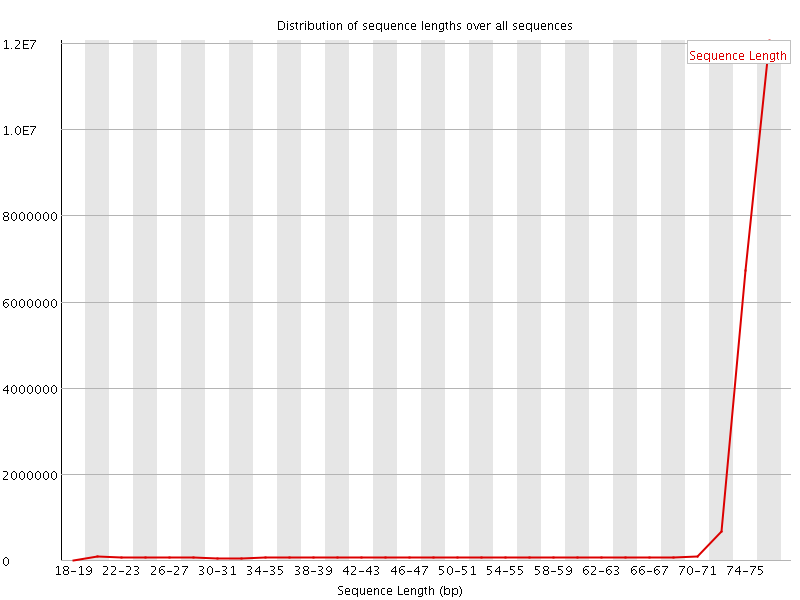 Distribution of sequence lengths over all sequences
1.2E7
Sequence Length
1.0E7
8000000
6000000
4000000
2000000
0
18-19 22-23 26-27 30-31 34-35 38-39 42-43 46-47 50-51 54-55 58-59 62-63 66-67 70-71 74-75
Sequence Length (bp)